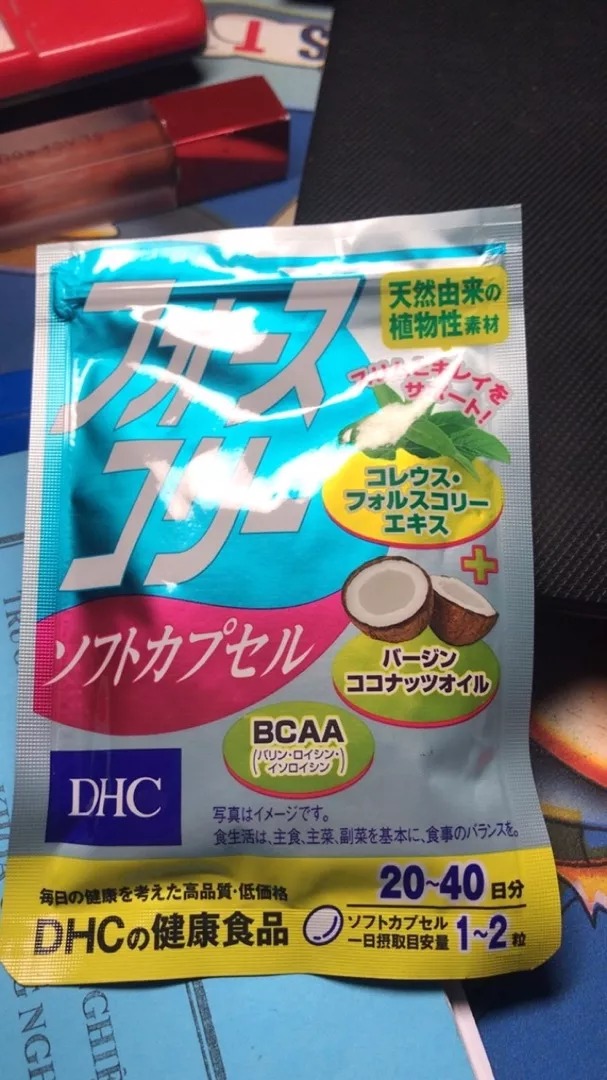 天然由来の
植物性素材
フォース
コリー
キレイを
サポート!
コレウス・
フォルスコリー
エキス
+
ソフトカプセル
バージン
ココナッツオイル
BCAA
(バリン・ロイシン・
イソロイシン)
DHC
写真はイメージです。
食生活は、主食、主菜、副菜を基本に、食事のバランスを。
毎日の健康を考えた高品質・低価格
DHCの健康食品
20~40日分
ソフトカプセル
一日摂取目安量 1~2粒